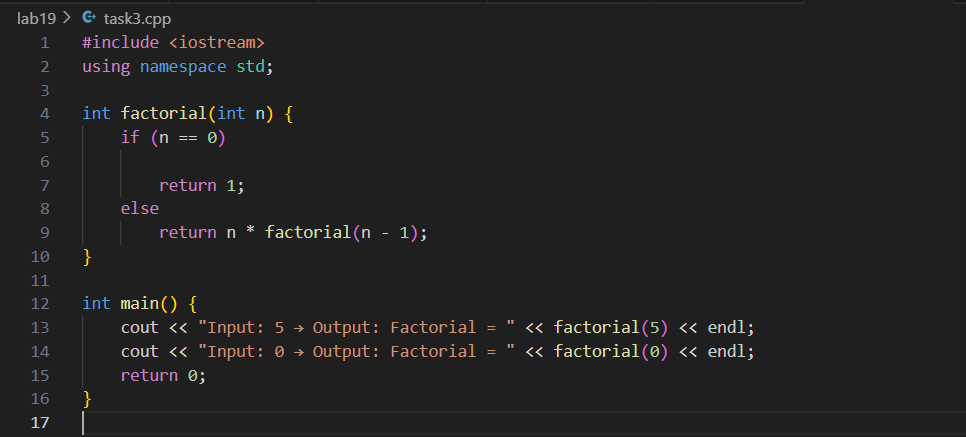 lab19 > task3.cpp
1 #include <iostream>
2 using namespace std;
3
4 int factorial(int n) {
5     if (n == 0)
6
7         return 1;
8     else
9         return n * factorial(n - 1);
10 }
11
12 int main() {
13     cout << "Input: 5 → Output: Factorial = " << factorial(5) << endl;
14     cout << "Input: 0 → Output: Factorial = " << factorial(0) << endl;
15     return 0;
16 }
17